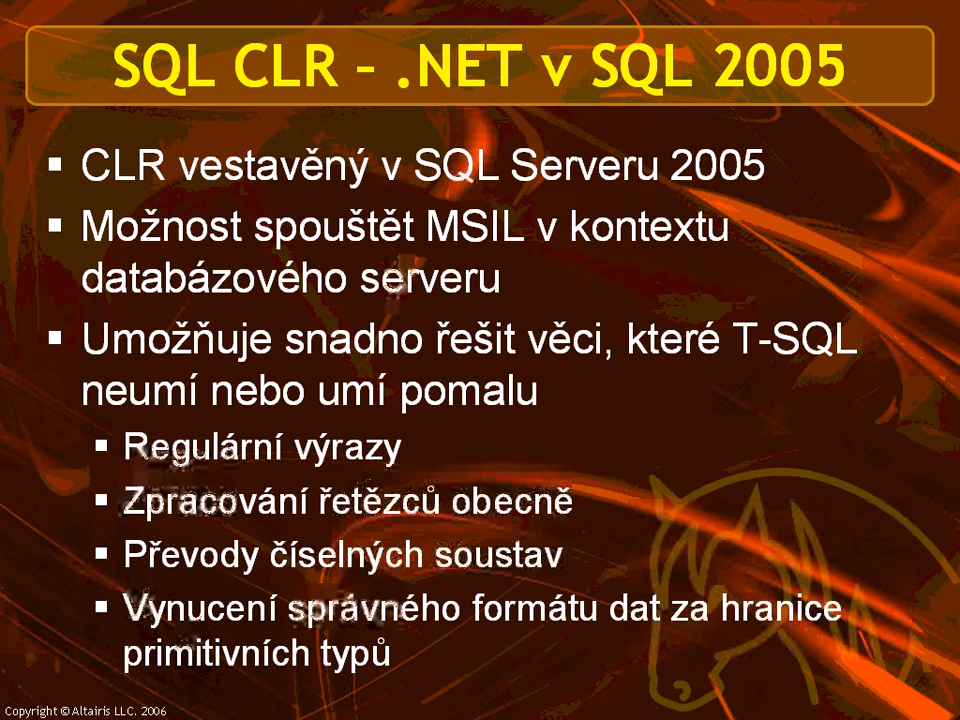 SQL CLR – .NET v SQL 2005
▪ CLR vestavěný v SQL Serveru 2005
▪ Možnost spouštět MSIL v kontextu
databázového serveru
▪ Umožňuje snadno řešit věci, které T-SQL
neumí nebo umí pomalu
▪ Regulární výrazy
▪ Zpracování řetězců obecně
▪ Převody číselných soustav
▪ Vynucení správného formátu dat za hranice
primitivních typů
Copyright © Altairis LLC. 2006